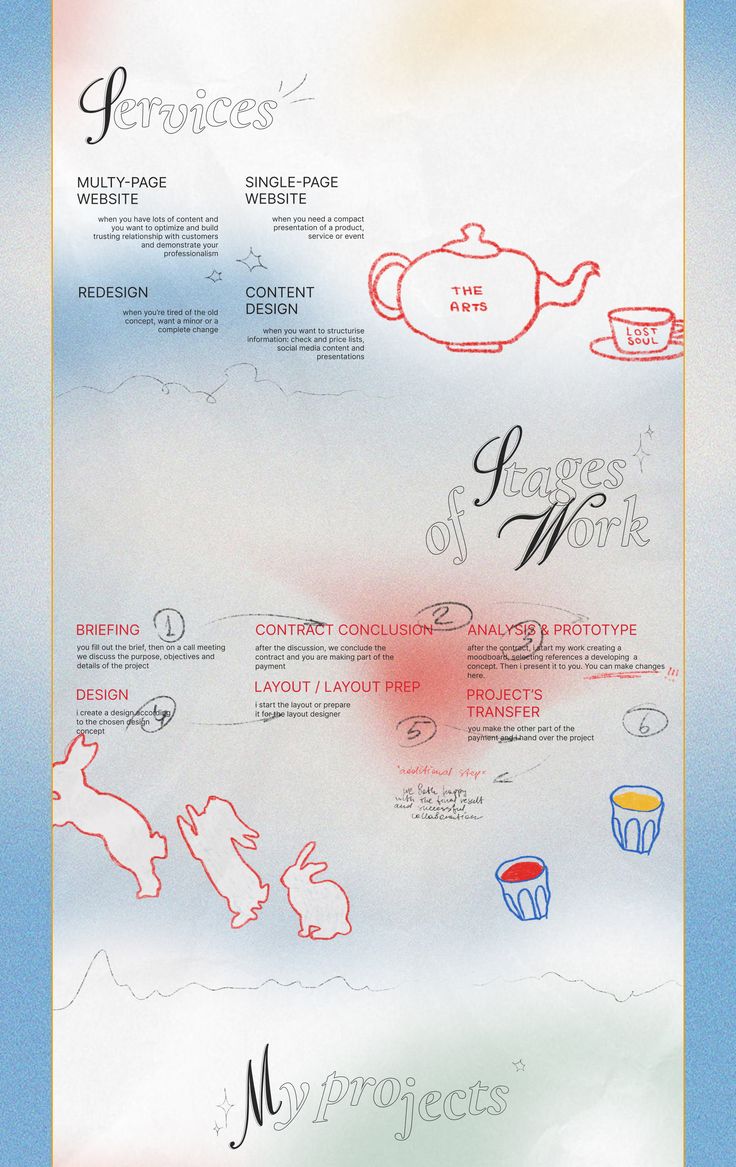 Services
MULTY-PAGE
WEBSITE
when you have lots of content and
you want to optimize and build
trusting relationship with customers
and demonstrate your
professionalism
SINGLE-PAGE
WEBSITE
when you need a compact
presentation of a product,
service or event
REDESIGN
when you're tired of the old
concept, want a minor or a
complete change
CONTENT
DESIGN
when you want to structurise
information: check and price lists,
social media content and
presentations
THE
ARTS
LOST
SOUL
Stages
of Work
1
BRIEFING
you fill out the brief, then on a call meeting
we discuss the purpose, objectives and
details of the project
2
CONTRACT CONCLUSION
after the discussion, we conclude the
contract and you are making part of the
payment
3
ANALYSIS & PROTOTYPE
after the contract, i start my work creating a
moodboard, selecting references a developing a
concept. Then i present it to you. You can make changes
here.
!!!
4
DESIGN
i create a design according
to the chosen design
concept
5
LAYOUT / LAYOUT PREP
i start the layout or prepare
it for the layout designer
6
PROJECT'S
TRANSFER
you make the other part of the
payment and i hand over the project
*additional step*
we both happy
with the final result
and successful
collaboration
My projects